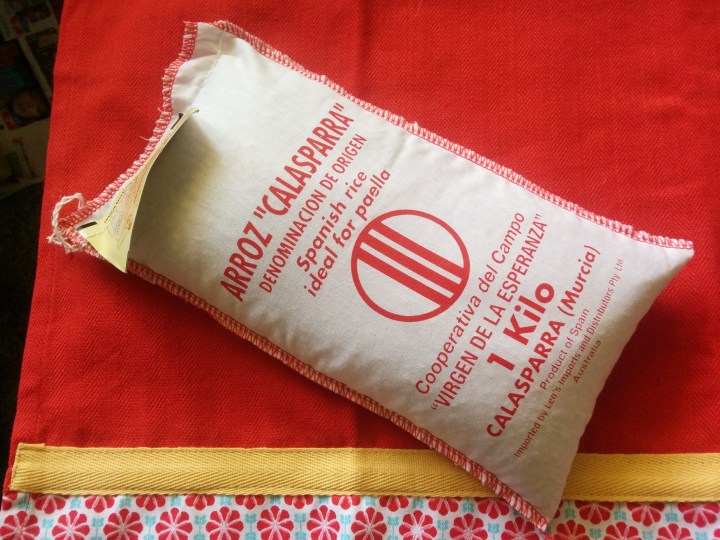 ARROZ "CALASPARRA"
DENOMINACION DE ORIGEN
Spanish rice
ideal for paella
Cooperativa del Campo
"VIRGEN DE LA ESPERANZA"
1 Kilo
CALASPARRA (Murcia)
Product of Spain
Imported by Leo's Imports and Distributors Pty. Ltd.
Australia